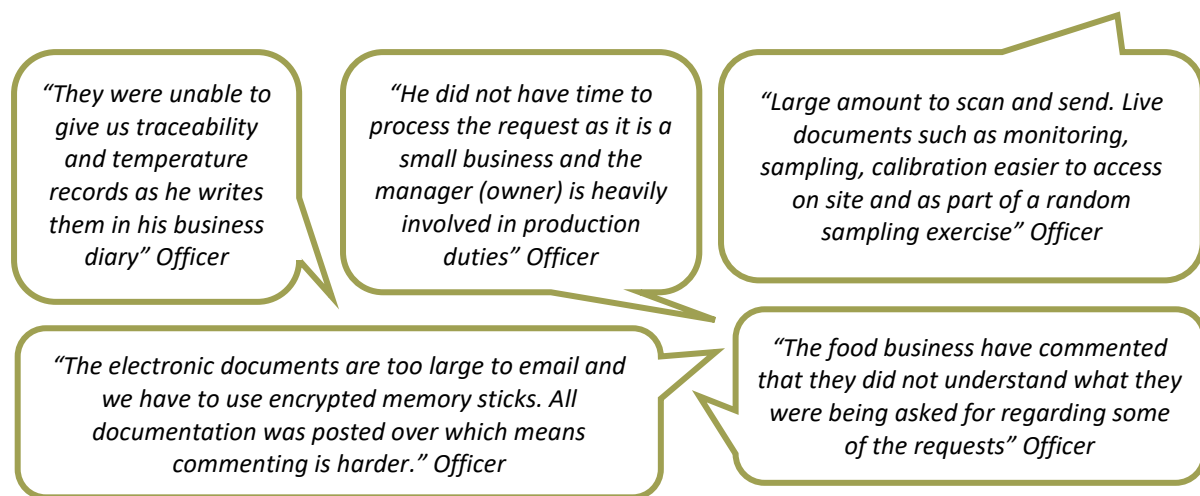 “They were unable to
give us traceability
and temperature
records as he writes
them in his business
diary” Officer
“He did not have time to
process the request as it is a
small business and the
manager (owner) is heavily
involved in production
duties” Officer
“Large amount to scan and send. Live
documents such as monitoring,
sampling, calibration easier to access
on site and as part of a random
sampling exercise” Officer
“The electronic documents are too large to email and
we have to use encrypted memory sticks. All
documentation was posted over which means
commenting is harder.” Officer
“The food business have commented
that they did not understand what they
were being asked for regarding some
of the requests” Officer